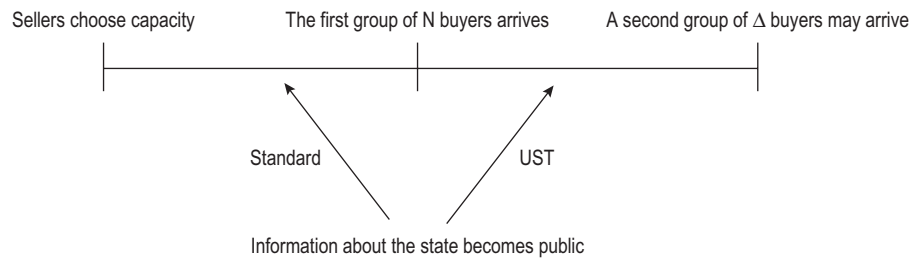 Sellers choose capacity
The first group of N buyers arrives
A second group of Δ buyers may arrive
Standard
UST
Information about the state becomes public